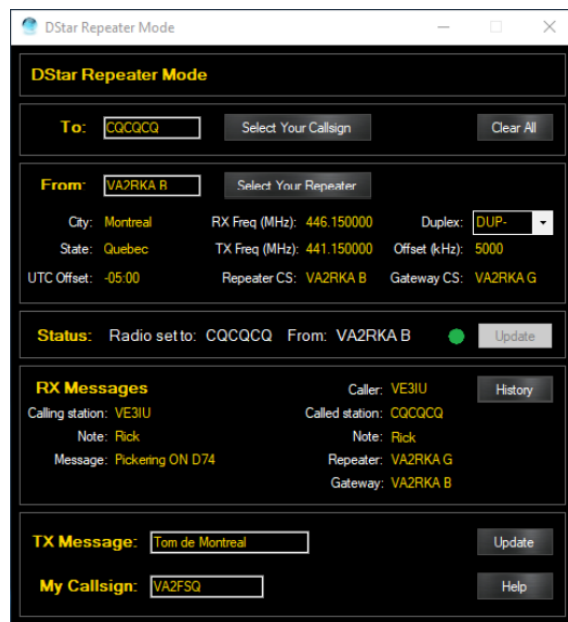 DStar Repeater Mode
DStar Repeater Mode
To: CQCQCQ Select Your Callsign Clear All
From: VA2RKA B Select Your Repeater
City: Montreal RX Freq (MHz): 446.150000 Duplex: DUP-
State: Quebec TX Freq (MHz): 441.150000 Offset (kHz): 5000
UTC Offset: -05:00 Repeater CS: VA2RKA B Gateway CS: VA2RKA G
Status: Radio set to: CQCQCQ From: VA2RKA B Update
RX Messages Caller: VE3IU History
Calling station: VE3IU Called station: CQCQCQ
Note: Rick Note: Rick
Message: Pickering ON D74 Repeater: VA2RKA G
Gateway: VA2RKA B
TX Message: Tom de Montreal Update
My Callsign: VA2FSQ Help